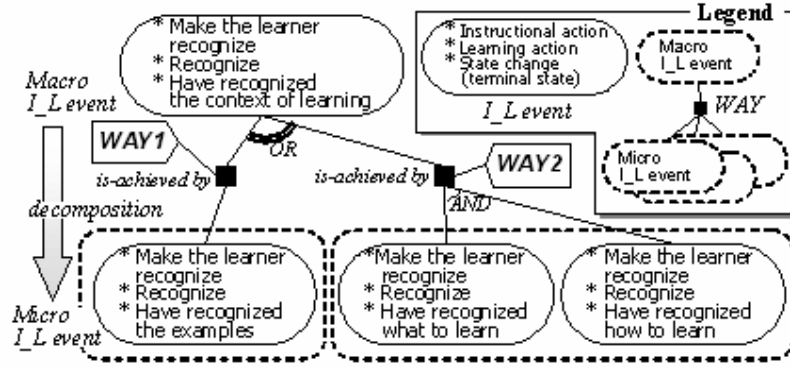 * Make the learner
recognize
* Recognize
* Have recognized
the context of learning
Macro
I_L event
WAY1
OR
is-achieved by
is-achieved by
WAY2
AND
decomposition
Micro
I_L event
* Make the learner
recognize
* Recognize
* Have recognized
the examples
*Make the learner
recognize
* Recognize
* Have recognized
what to learn
* Make the learner
recognize
* Recognize
* Have recognized
how to learn
Legend
* Instructional action
* Learning action
* State change
(terminal state)
I_L event
Macro
I_L event
WAY
Micro
I_L event